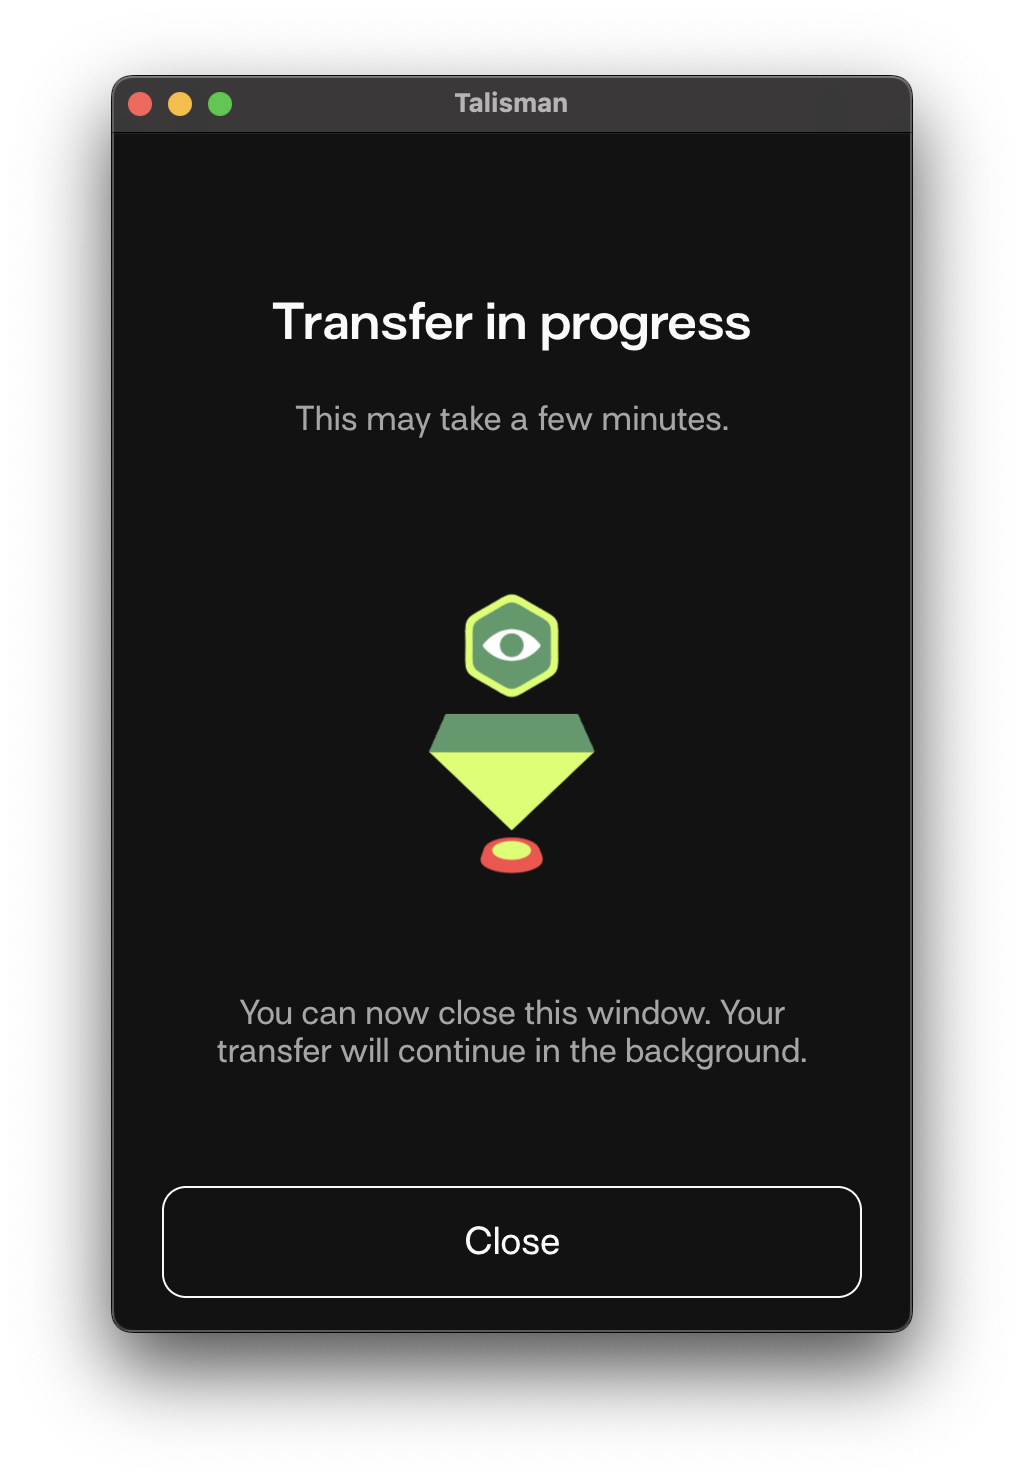 Talisman
Transfer in progress
This may take a few minutes.
You can now close this window. Your
transfer will continue in the background.
Close